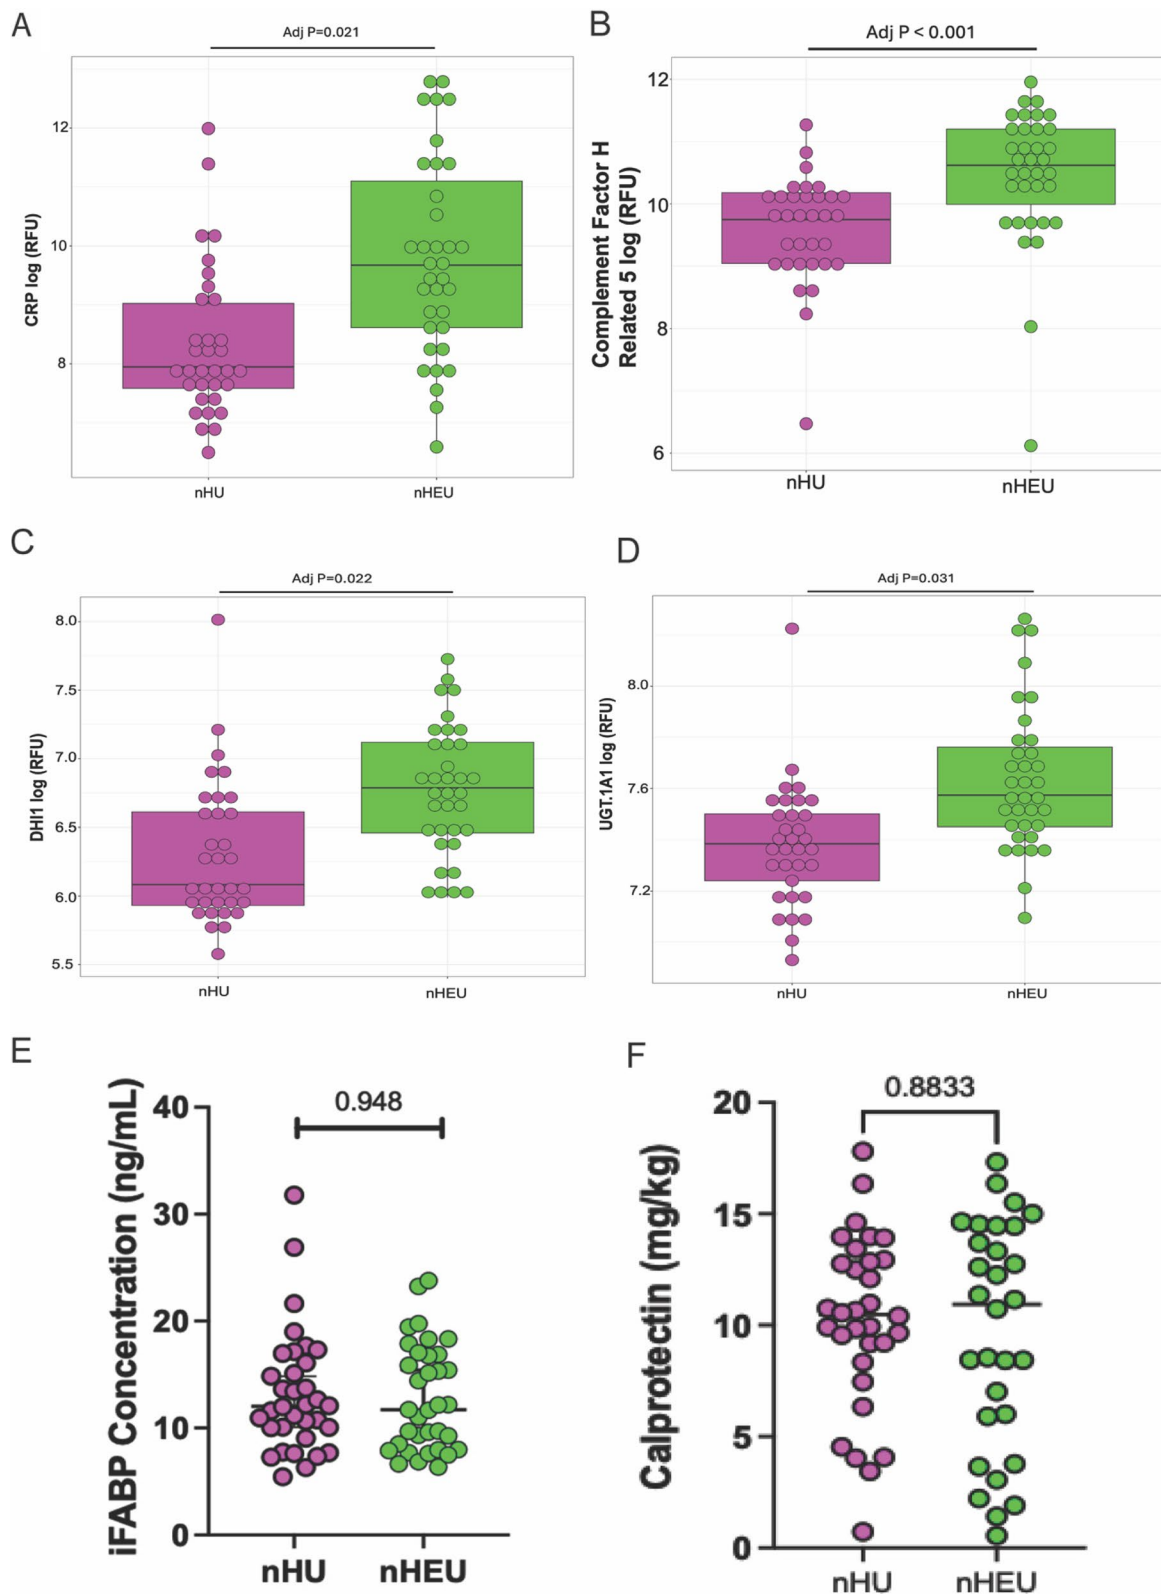 A
Adj P=0.021
CRP log (RFU)
12
10
8
nHU
nHEU
B
Adj P < 0.001
Complement Factor H
Related 5 log (RFU)
12
10
8
6
nHU
nHEU
C
Adj P=0.022
DHI1 log (RFU)
8.0
7.5
7.0
6.5
6.0
5.5
nHU
nHEU
D
Adj P=0.031
UGT.1A1 log (RFU)
8.0
7.6
7.2
nHU
nHEU
E
0.948
iFABP Concentration (ng/mL)
40
30
20
10
0
nHU
nHEU
F
0.8833
Calprotectin (mg/kg)
20
15
10
5
0
nHU
nHEU